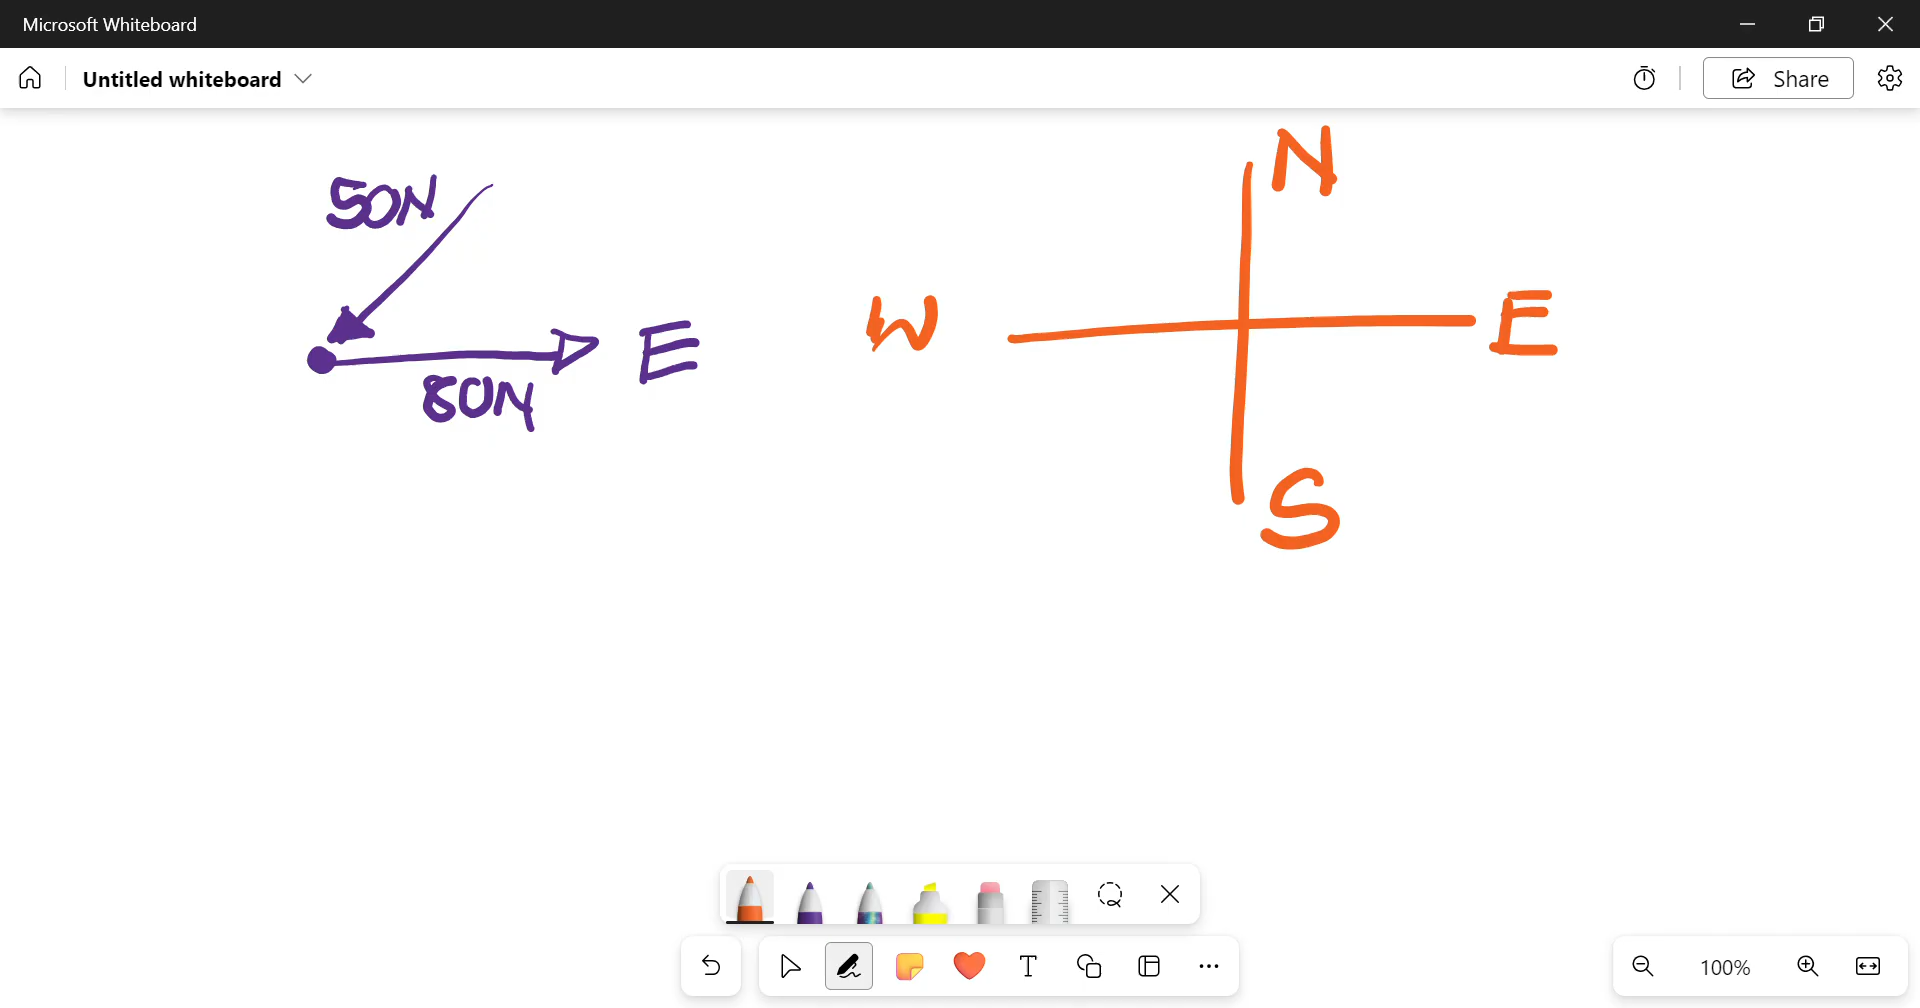 Microsoft Whiteboard
Untitled whiteboard
Share
50N
80N
E
N
W
E
S
T
100%